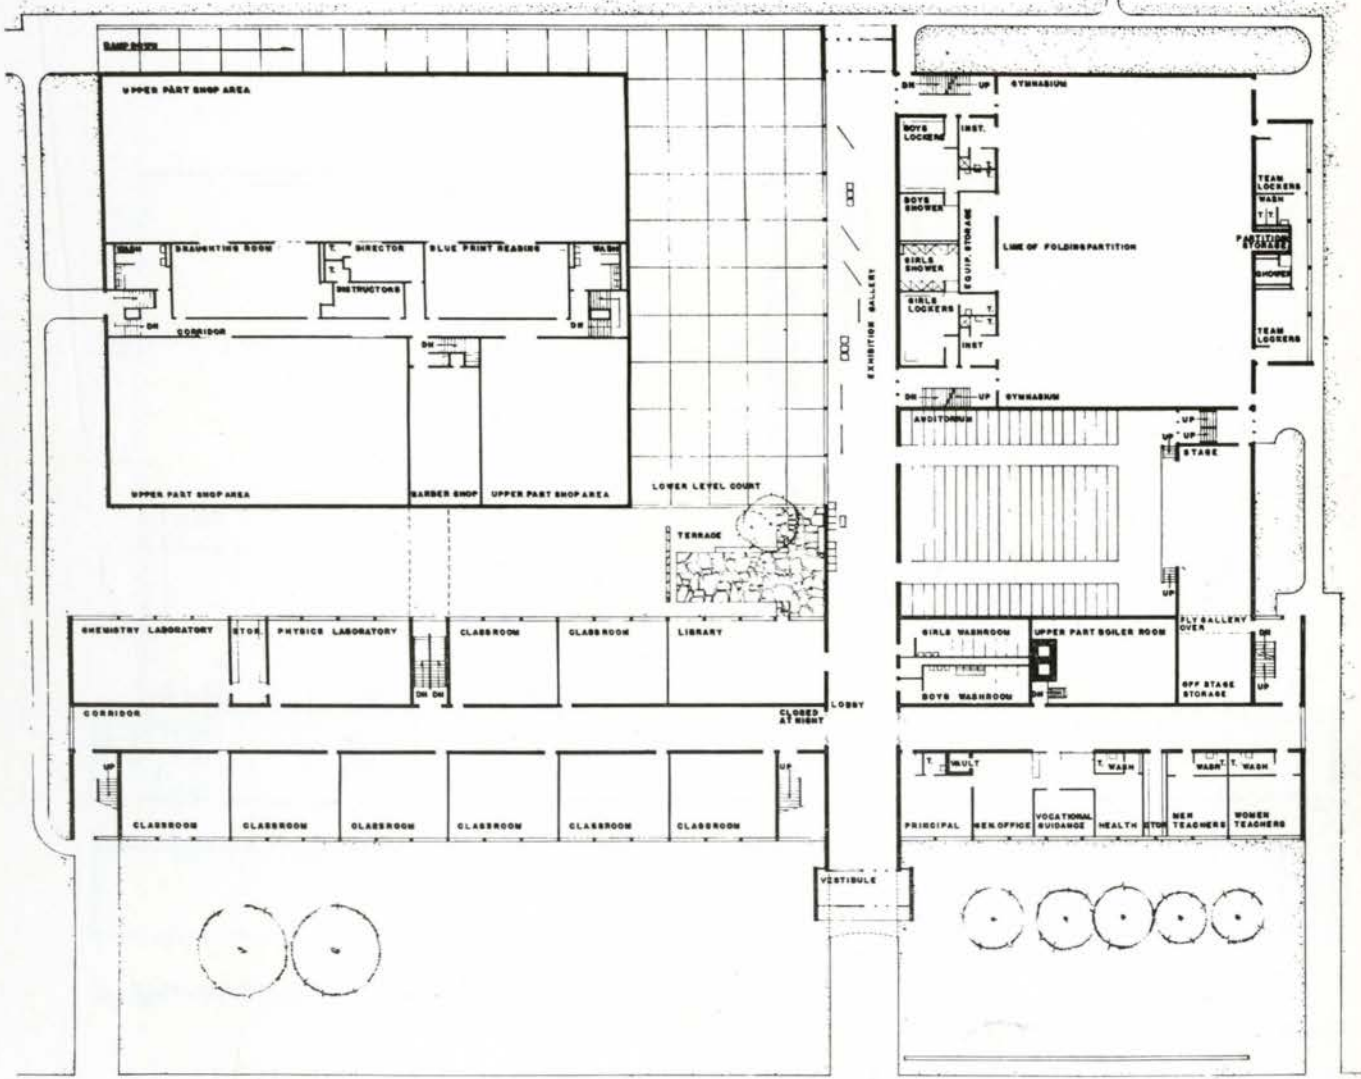 RAMP DOWN
UPPER PART SHOP AREA
DN
UP
GYMNASIUM
BOYS
LOCKERS
INST.
TEAM
LOCKERS
WASH
T. T.
BOYS
SHOWER
EQUIP. STORAGE
LINE OF FOLDING PARTITION
PARTITION
STORAGE
SHOWER
GIRLS
SHOWER
GIRLS
LOCKERS
T.
T.
INST
TEAM
LOCKERS
WASH
DRAUGHTING ROOM
T.
DIRECTOR
BLUE PRINT READING
WASH
T.
INSTRUCTORS
DN
CORRIDOR
DN
DN
EXHIBITION GALLERY
DN
UP
GYMNASIUM
AUDITORIUM
UP
UP
UP
STAGE
UPPER PART SHOP AREA
BARBER SHOP
UPPER PART SHOP AREA
LOWER LEVEL COURT
TERRACE
UP
CHEMISTRY LABORATORY
STOR.
PHYSICS LABORATORY
CLASSROOM
CLASSROOM
LIBRARY
GIRLS WASHROOM
UPPER PART BOILER ROOM
FLY GALLERY
OVER
DN
UP
OFF STAGE
STORAGE
DN DN
BOYS WASHROOM
DN
CORRIDOR
CLOSED
AT NIGHT
LOBBY
UP
UP
T.
VAULT
T.
WASH
WASH
T.
T.
WASH
CLASSROOM
CLASSROOM
CLASSROOM
CLASSROOM
CLASSROOM
CLASSROOM
PRINCIPAL
GEN. OFFICE
VOCATIONAL
GUIDANCE
HEALTH
STOR
MEN
TEACHERS
WOMEN
TEACHERS
VESTIBULE